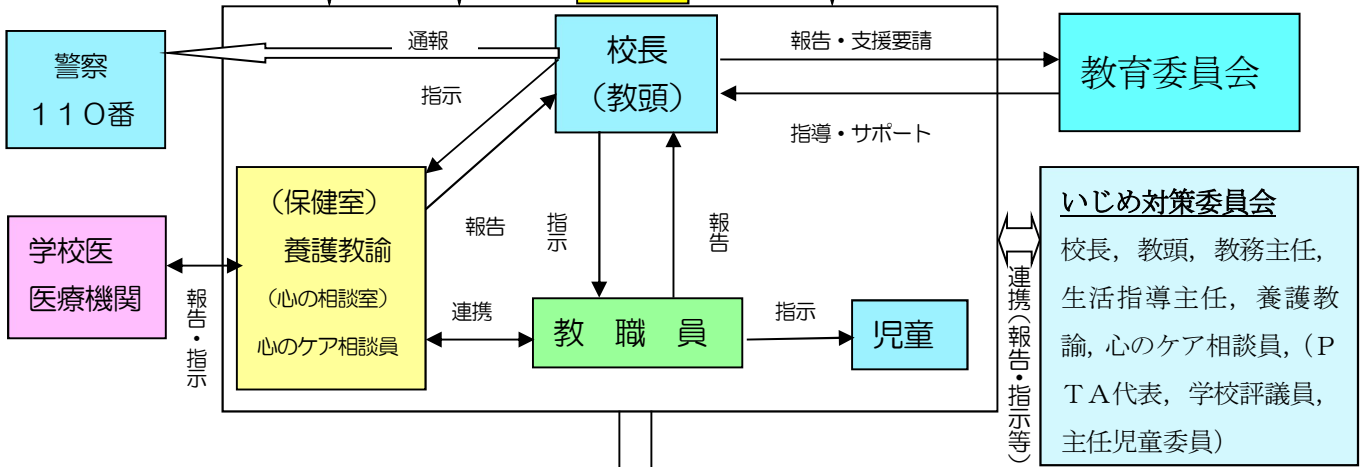 通報
校長
(教頭)
報告・支援要請
教育委員会
警察
110番
指示
指導・サポート
(保健室)
養護教諭
(心の相談室)
心のケア相談員
報告
指示
報告
いじめ対策委員会
校長,教頭,教務主任,
生活指導主任,養護教
諭,心のケア相談員,(P
TA代表,学校評議員,
主任児童委員)
学校医
医療機関
報告・指示
連携
教職員
指示
児童
連携(報告・指示等)